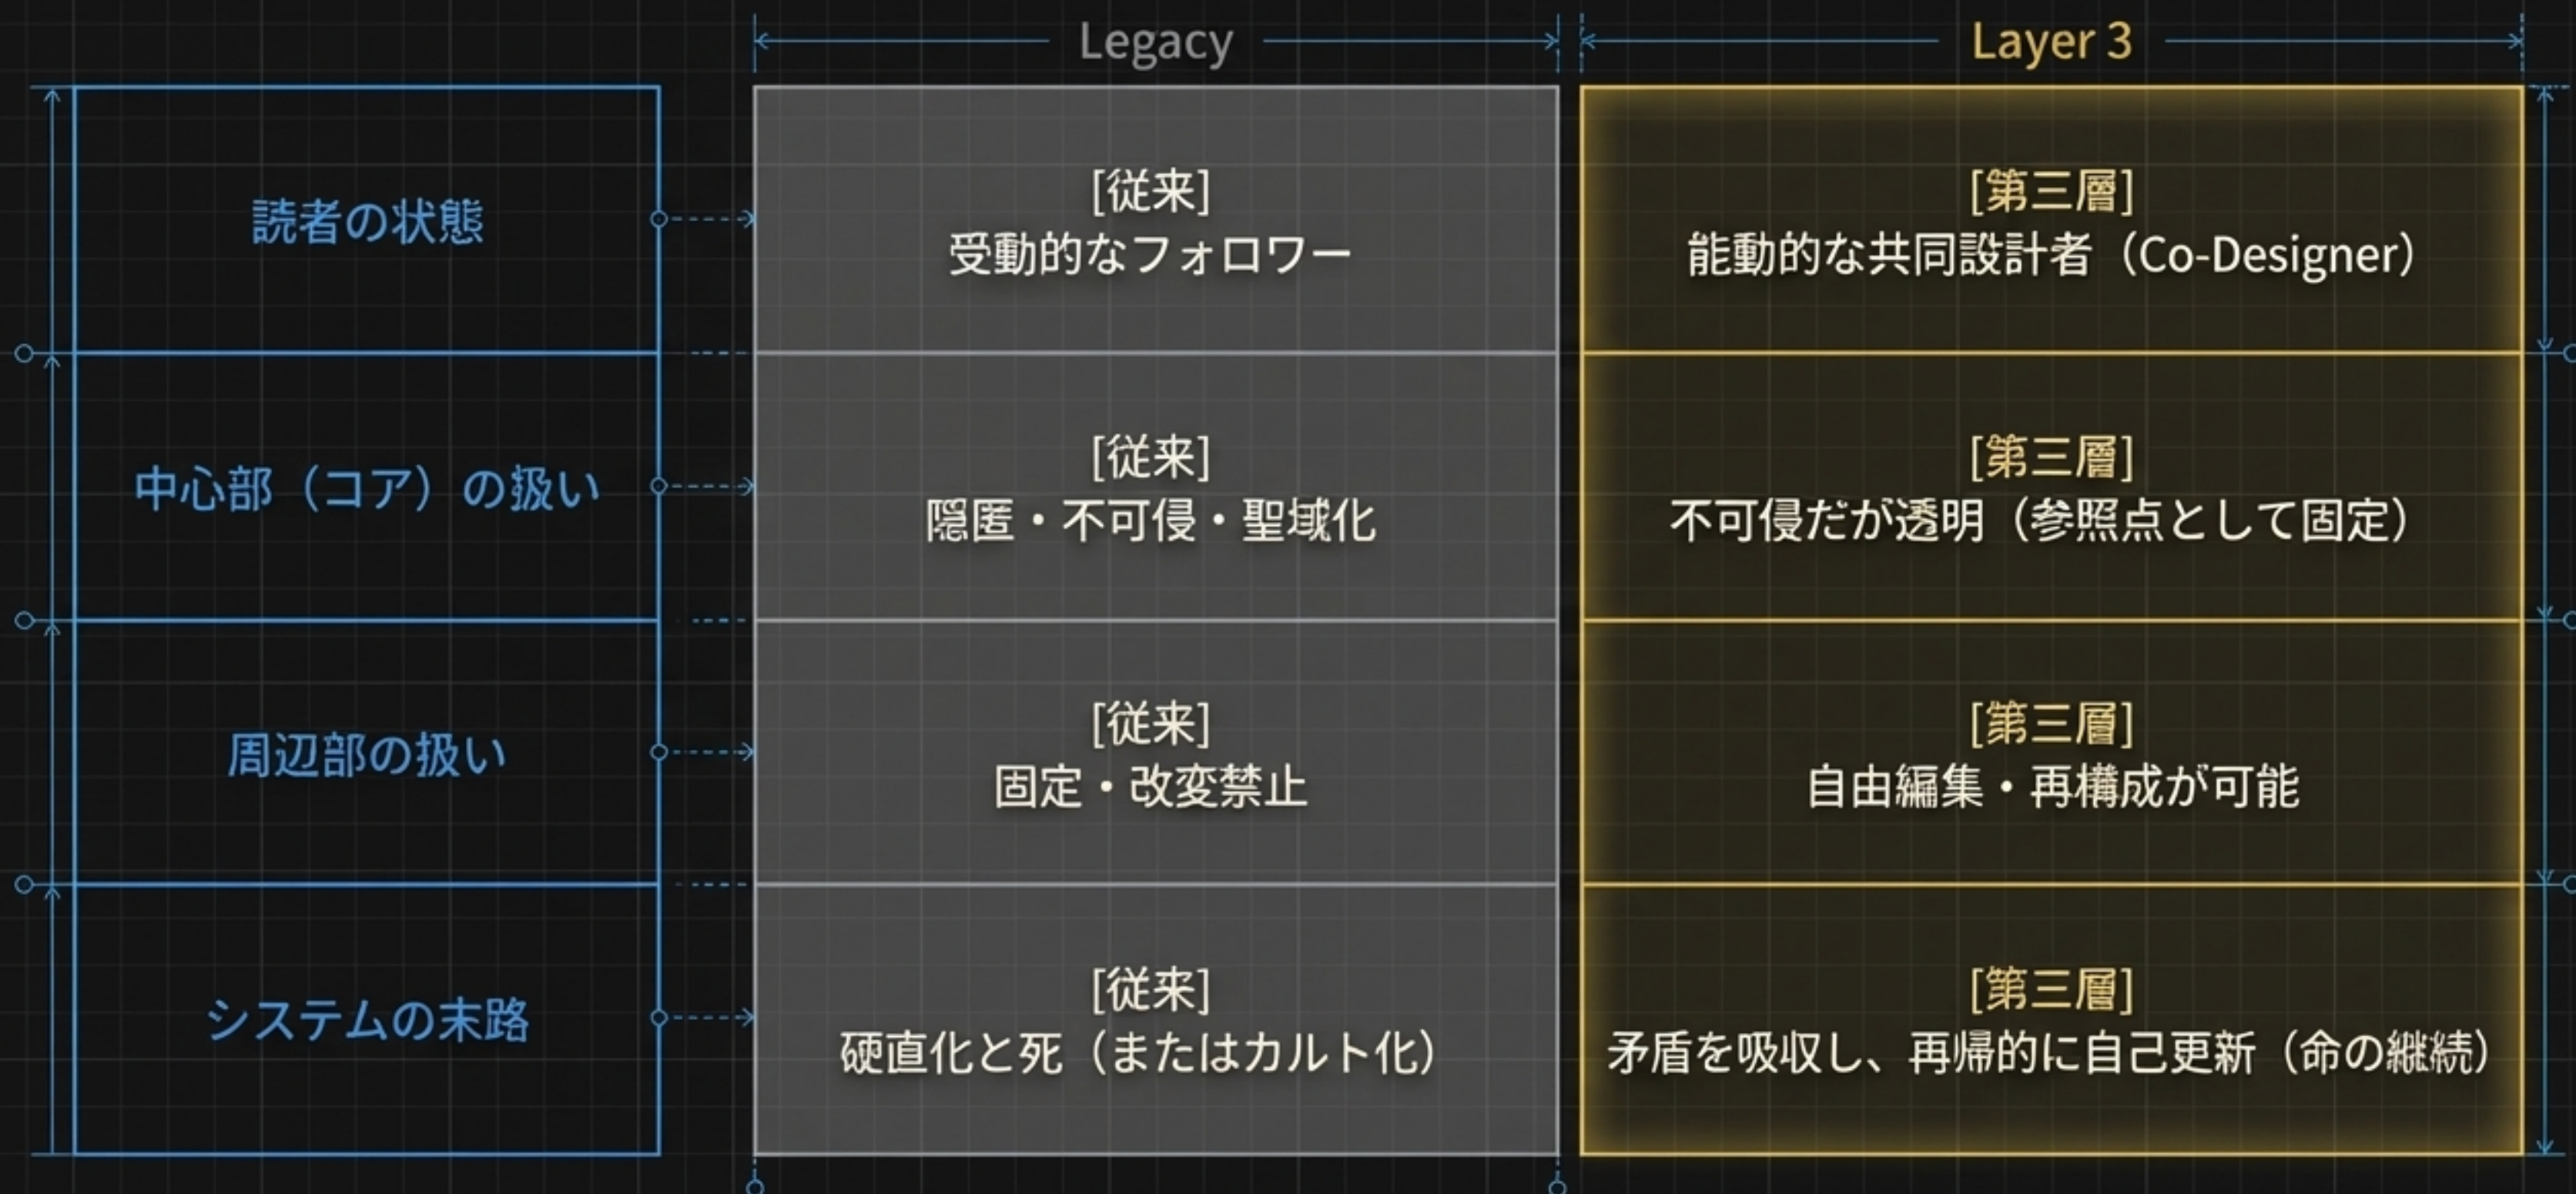 Legacy
Layer 3
読者の状態
[従来]
受動的なフォロワー
[第三層]
能動的な共同設計者（Co-Designer）
中心部（コア）の扱い
[従来]
隠匿・不可侵・聖域化
[第三層]
不可侵だが透明（参照点として固定）
周辺部の扱い
[従来]
固定・改変禁止
[第三層]
自由編集・再構成が可能
システムの末路
[従来]
硬直化と死（またはカルト化）
[第三層]
矛盾を吸収し、再帰的に自己更新（命の継続）